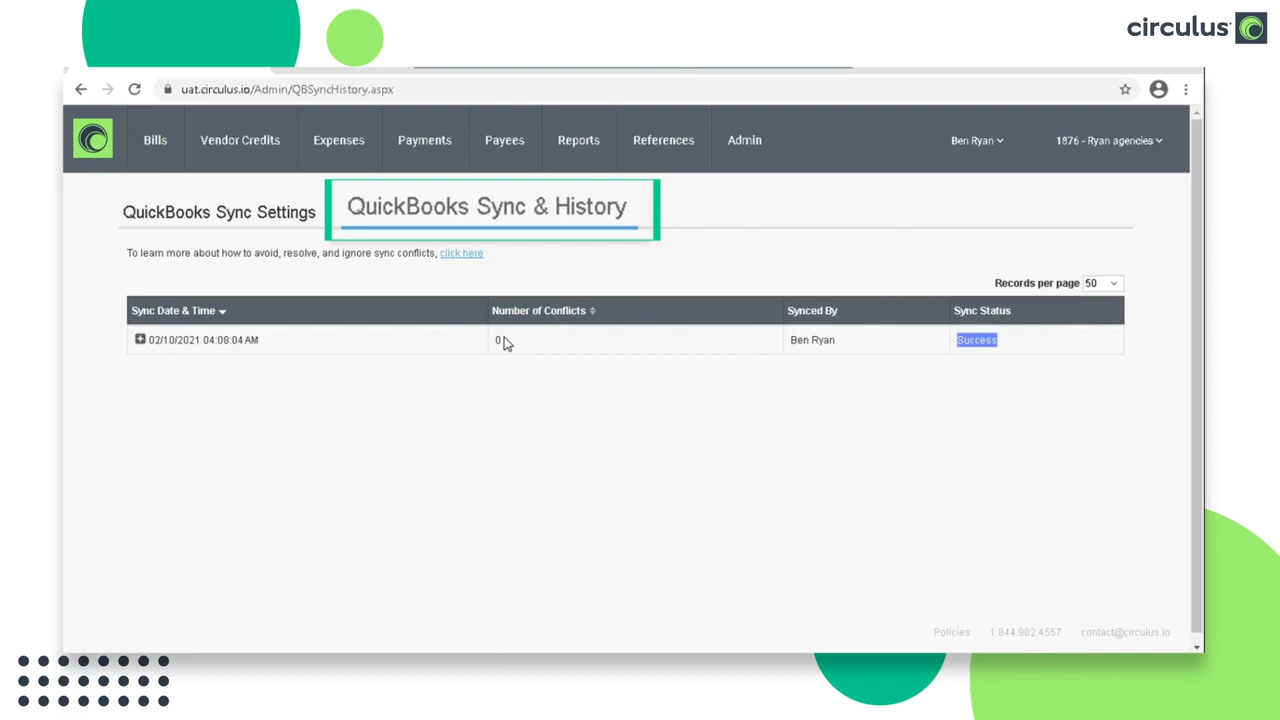 circulus
uat.circulus.io/Admin/QBSyncHistory.aspx
Bills Vendor Credits Expenses Payments Payees Reports References Admin Ben Ryan 1876 - Ryan agencies
QuickBooks Sync Settings QuickBooks Sync & History
To learn more about how to avoid, resolve, and ignore sync conflicts, click here
Records per page 50
Sync Date & Time Number of Conflicts Synced By Sync Status
02/10/2021 04:08:04 AM 0 Ben Ryan Success
Policies 1.844.982.4557 contact@circulus.io